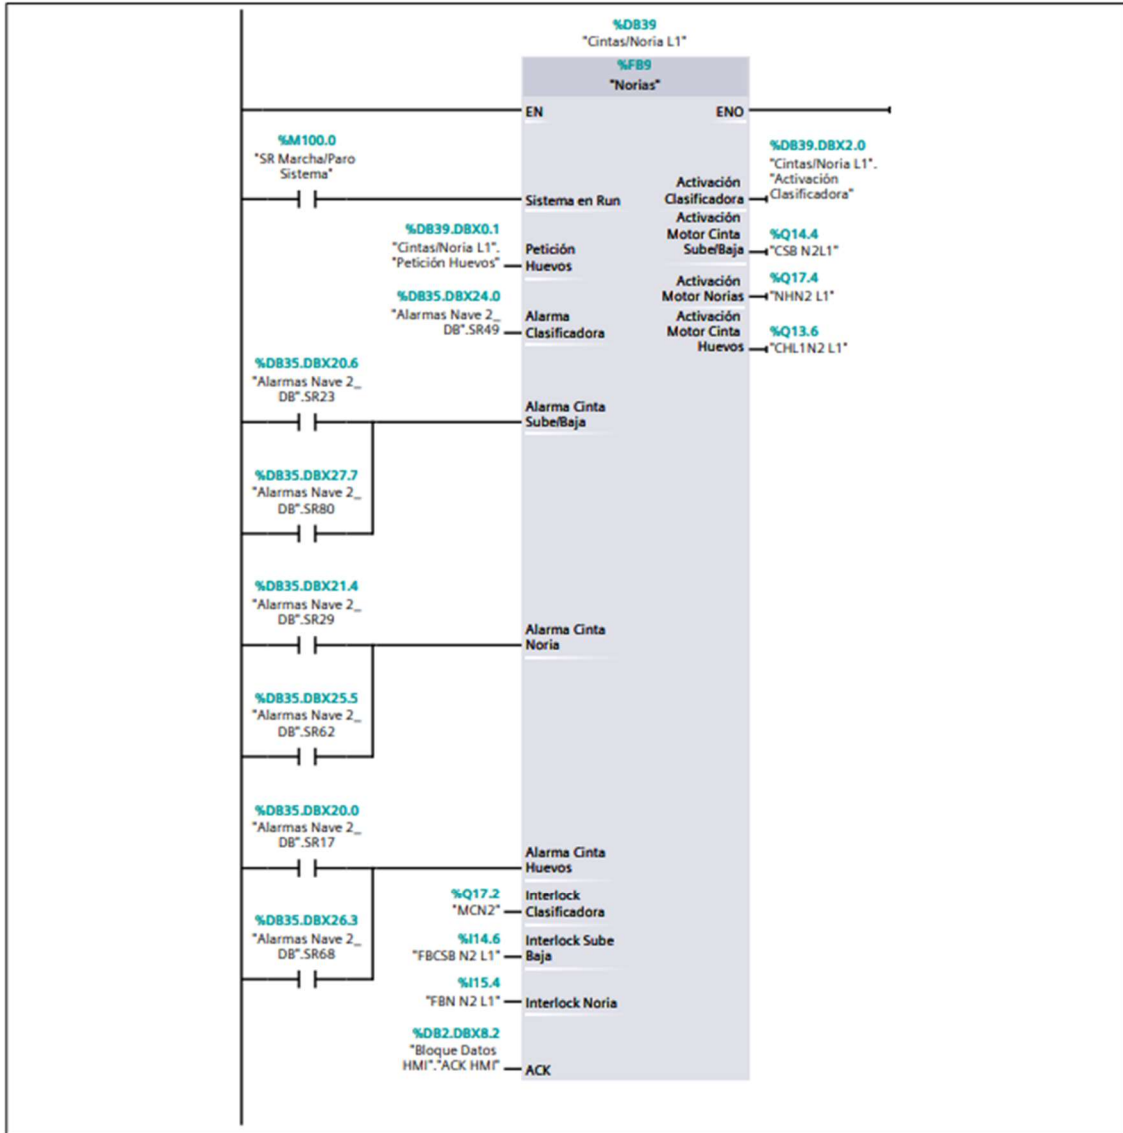 %DB39
"Cintas/Noria L1"
%FB9
"Norias"
EN
ENO
%M100.0
"SR Marcha/Paro
Sistema"
Sistema en Run
%DB39.DBX0.1
"Cintas/Noria L1".
"Petición Huevos"
Petición
Huevos
%DB35.DBX24.0
"Alarmas Nave 2_
DB".SR49
Alarma
Clasificadora
%DB35.DBX20.6
"Alarmas Nave 2_
DB".SR23
Alarma Cinta
Sube/Baja
%DB35.DBX27.7
"Alarmas Nave 2_
DB".SR80
%DB35.DBX21.4
"Alarmas Nave 2_
DB".SR29
Alarma Cinta
Noria
%DB35.DBX25.5
"Alarmas Nave 2_
DB".SR62
%DB35.DBX20.0
"Alarmas Nave 2_
DB".SR17
Alarma Cinta
Huevos
%DB35.DBX26.3
"Alarmas Nave 2_
DB".SR68
%Q17.2
"MCN2"
Interlock
Clasificadora
%I14.6
"FBCSB N2 L1"
Interlock Sube
Baja
%I15.4
"FBN N2 L1"
Interlock Noria
%DB2.DBX8.2
"Bloque Datos
HMI"."ACK HMI"
ACK
Activación
Clasificadora
%DB39.DBX2.0
"Cintas/Noria L1".
"Activación
Clasificadora"
Activación
Motor Cinta
Sube/Baja
%Q14.4
"CSB N2L1"
Activación
Motor Norias
%Q17.4
"NHN2 L1"
Activación
Motor Cinta
Huevos
%Q13.6
"CHL1N2 L1"